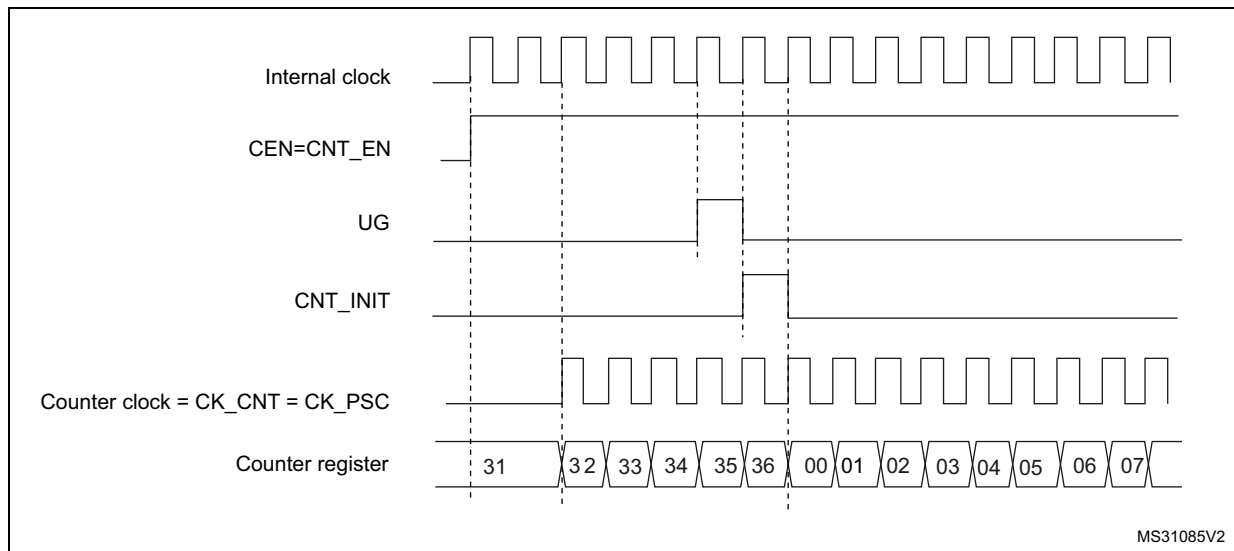 Internal clock
CEN=CNT_EN
UG
CNT_INIT
Counter clock = CK_CNT = CK_PSC
Counter register 31 32 33 34 35 36 00 01 02 03 04 05 06 07
MS31085V2